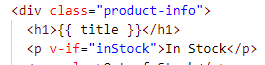 <div class="product-info">
<h1>{{ title }}</h1>
<p v-if="inStock">In Stock</p>